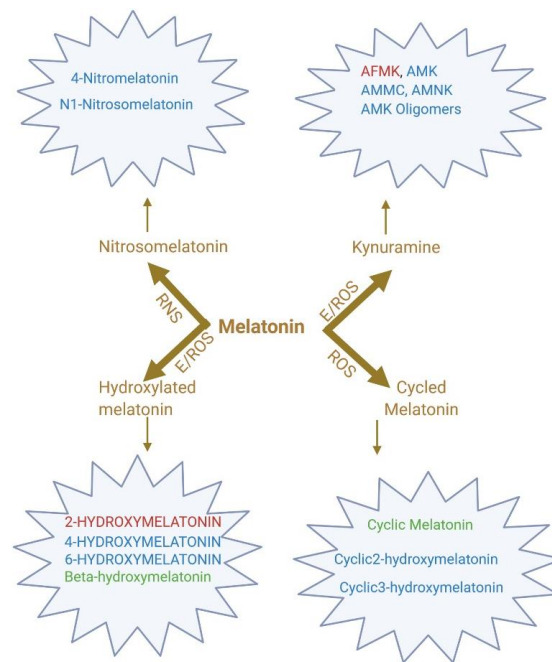 4-Nitromelatonin
N1-Nitrosomelatonin
AFMK, AMK
AMMC, AMNK
AMK Oligomers
Nitrosomelatonin
Kynuramine
RNS
E/ROS
Melatonin
E/ROS
ROS
Hydroxylated
melatonin
Cycled
Melatonin
2-HYDROXYMELATONIN
4-HYDROXYMELATONIN
6-HYDROXYMELATONIN
Beta-hydroxymelatonin
Cyclic Melatonin
Cyclic2-hydroxymelatonin
Cyclic3-hydroxymelatonin